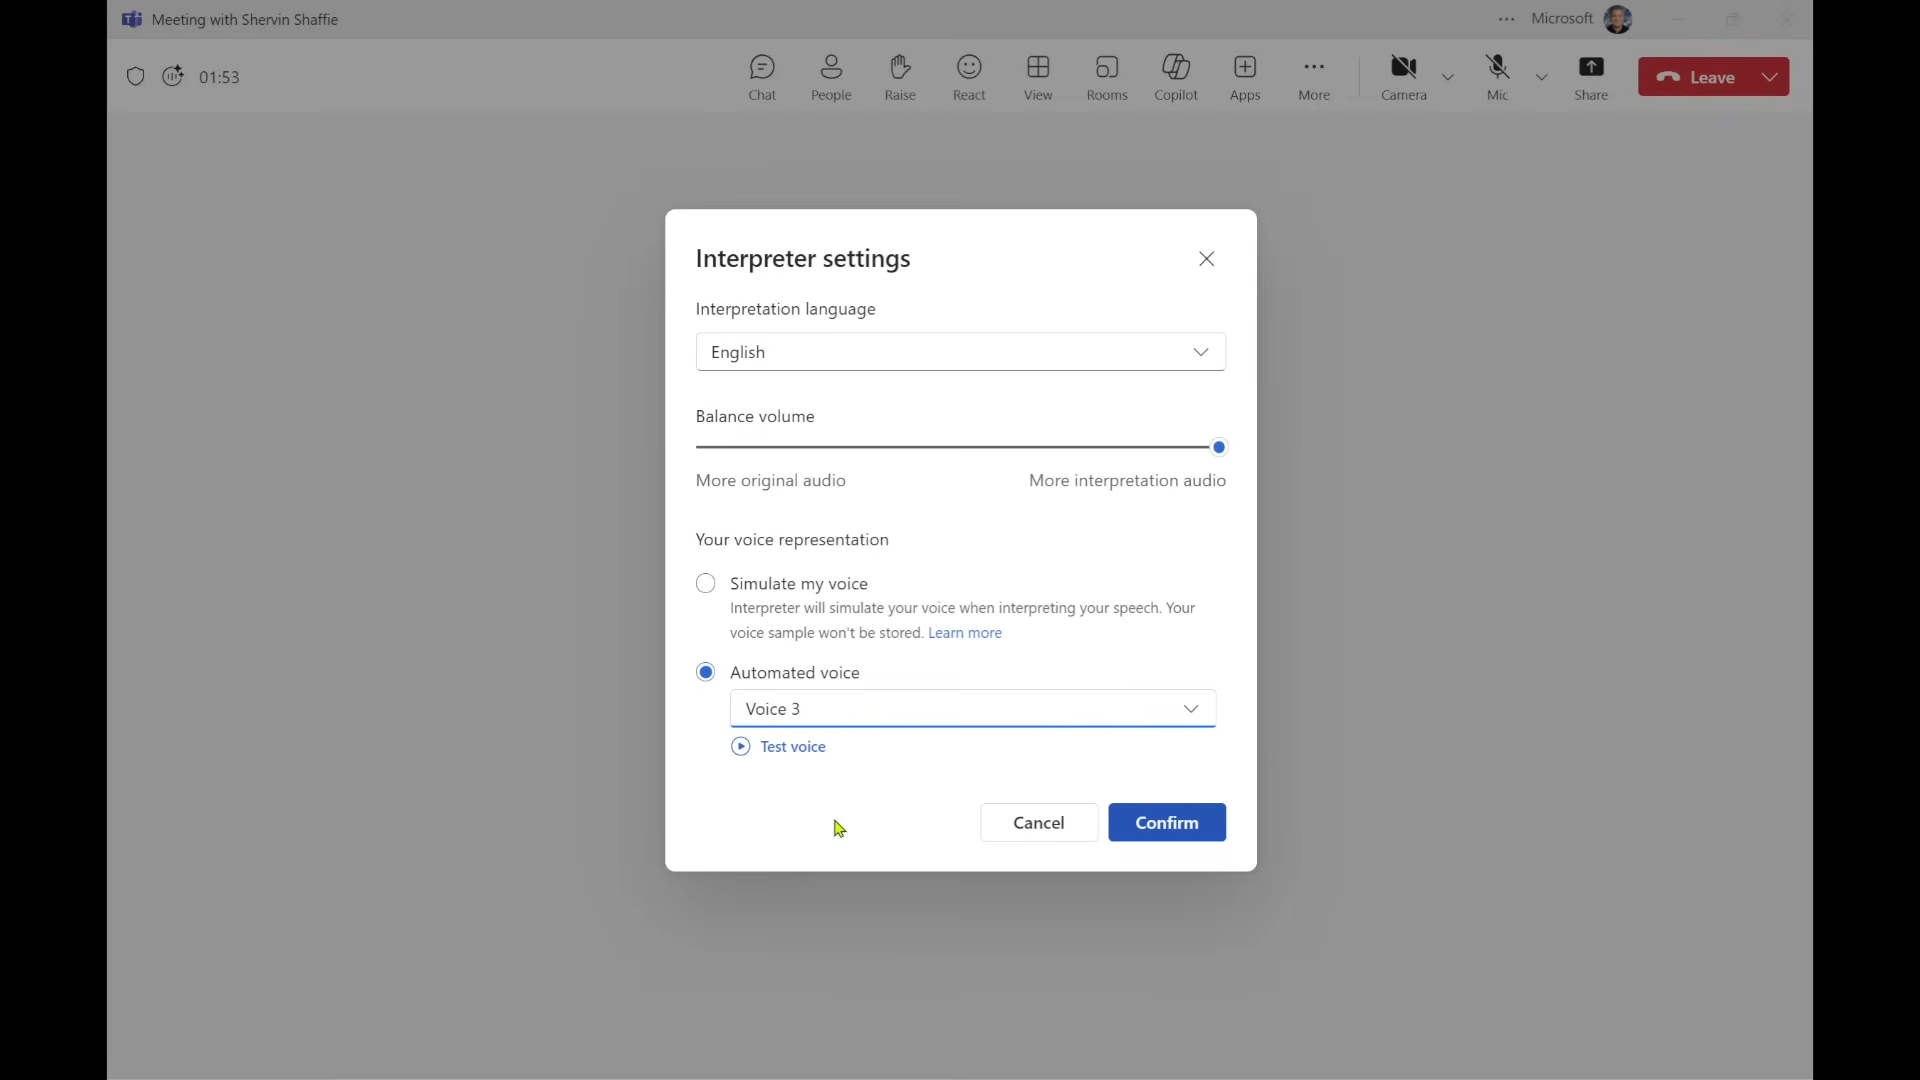 Meeting with Shervin Shaffie
Microsoft
01:53
Chat
People
Raise
React
View
Rooms
Copilot
Apps
More
Camera
Mic
Share
Leave
Interpreter settings
Interpretation language
English
Balance volume
More original audio
More interpretation audio
Your voice representation
Simulate my voice
Interpreter will simulate your voice when interpreting your speech. Your
voice sample won't be stored. Learn more
Automated voice
Voice 3
Test voice
Cancel
Confirm